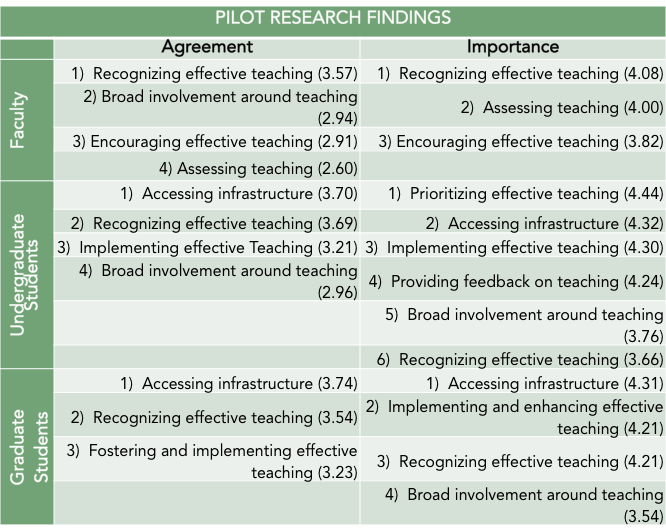 PILOT RESEARCH FINDINGS
Agreement
Importance
Faculty
1) Recognizing effective teaching (3.57)
1) Recognizing effective teaching (4.08)
2) Broad involvement around teaching
(2.94)
2) Assessing teaching (4.00)
3) Encouraging effective teaching (2.91)
3) Encouraging effective teaching (3.82)
4) Assessing teaching (2.60)
Undergraduate
Students
1) Accessing infrastructure (3.70)
1) Prioritizing effective teaching (4.44)
2) Recognizing effective teaching (3.69)
2) Accessing infrastructure (4.32)
3) Implementing effective Teaching (3.21)
3) Implementing effective teaching (4.30)
4) Broad involvement around teaching
(2.96)
4) Providing feedback on teaching (4.24)
5) Broad involvement around teaching
(3.76)
6) Recognizing effective teaching (3.66)
Graduate
Students
1) Accessing infrastructure (3.74)
1) Accessing infrastructure (4.31)
2) Recognizing effective teaching (3.54)
2) Implementing and enhancing effective
teaching (4.21)
3) Fostering and implementing effective
teaching (3.23)
3) Recognizing effective teaching (4.21)
4) Broad involvement around teaching
(3.54)